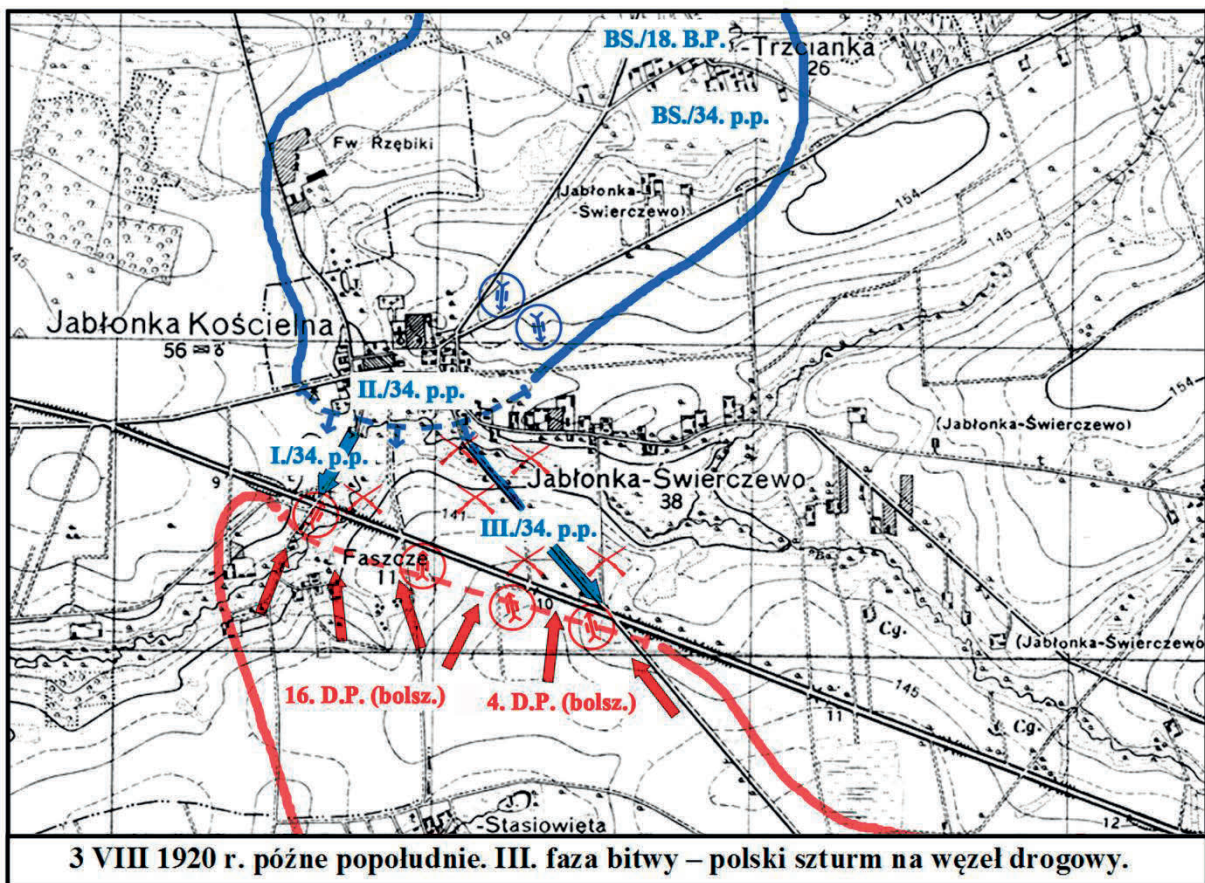 149
BS./18. B.P.
-Trzcianka
26
BS./34. p.p.
Fw. Rzębiki
(Jabłonka-
-Świerczewo)
154
145
45
Jabłonka Kościelna
56
II./34. p.p.
154
(Jabłonka-Świerczewo)
I./34. p.p.
9
Jabłonka-Świerczewo
38
141
III./34. p.p.
Faszcze
11
10
Cg.
(Jabłonka-Świerczewo)
16. D.P. (bolsz.)
4. D.P. (bolsz.)
145
11
Cg.
-Stasiowięta
12
3 VIII 1920 r. późne popołudnie. III. faza bitwy – polski szturm na węzeł drogowy.